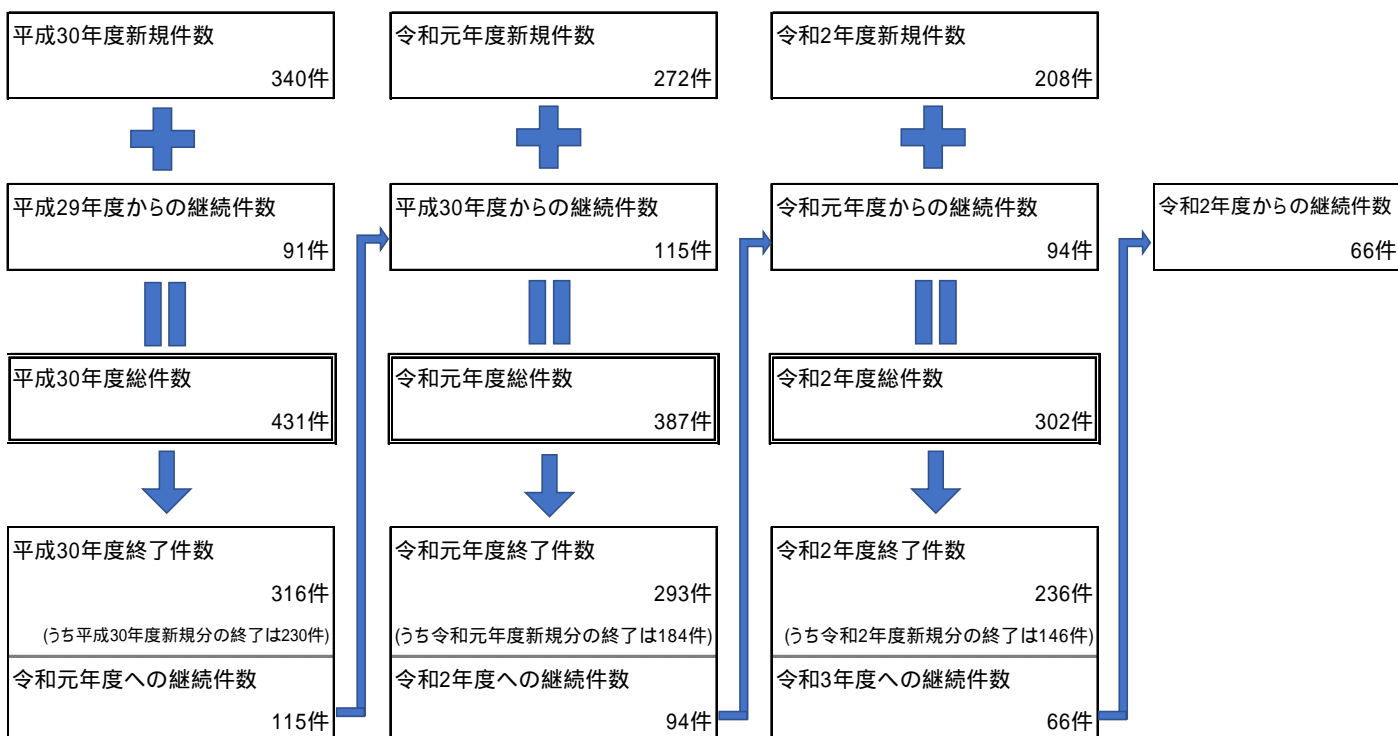 平成30年度新規件数
340件
令和元年度新規件数
272件
令和2年度新規件数
208件
平成29年度からの継続件数
91件
平成30年度からの継続件数
115件
令和元年度からの継続件数
94件
令和2年度からの継続件数
66件
平成30年度総件数
431件
令和元年度総件数
387件
令和2年度総件数
302件
平成30年度終了件数
316件
(うち平成30年度新規分の終了は230件)
令和元年度への継続件数
115件
令和元年度終了件数
293件
(うち令和元年度新規分の終了は184件)
令和2年度への継続件数
94件
令和2年度終了件数
236件
(うち令和2年度新規分の終了は146件)
令和3年度への継続件数
66件